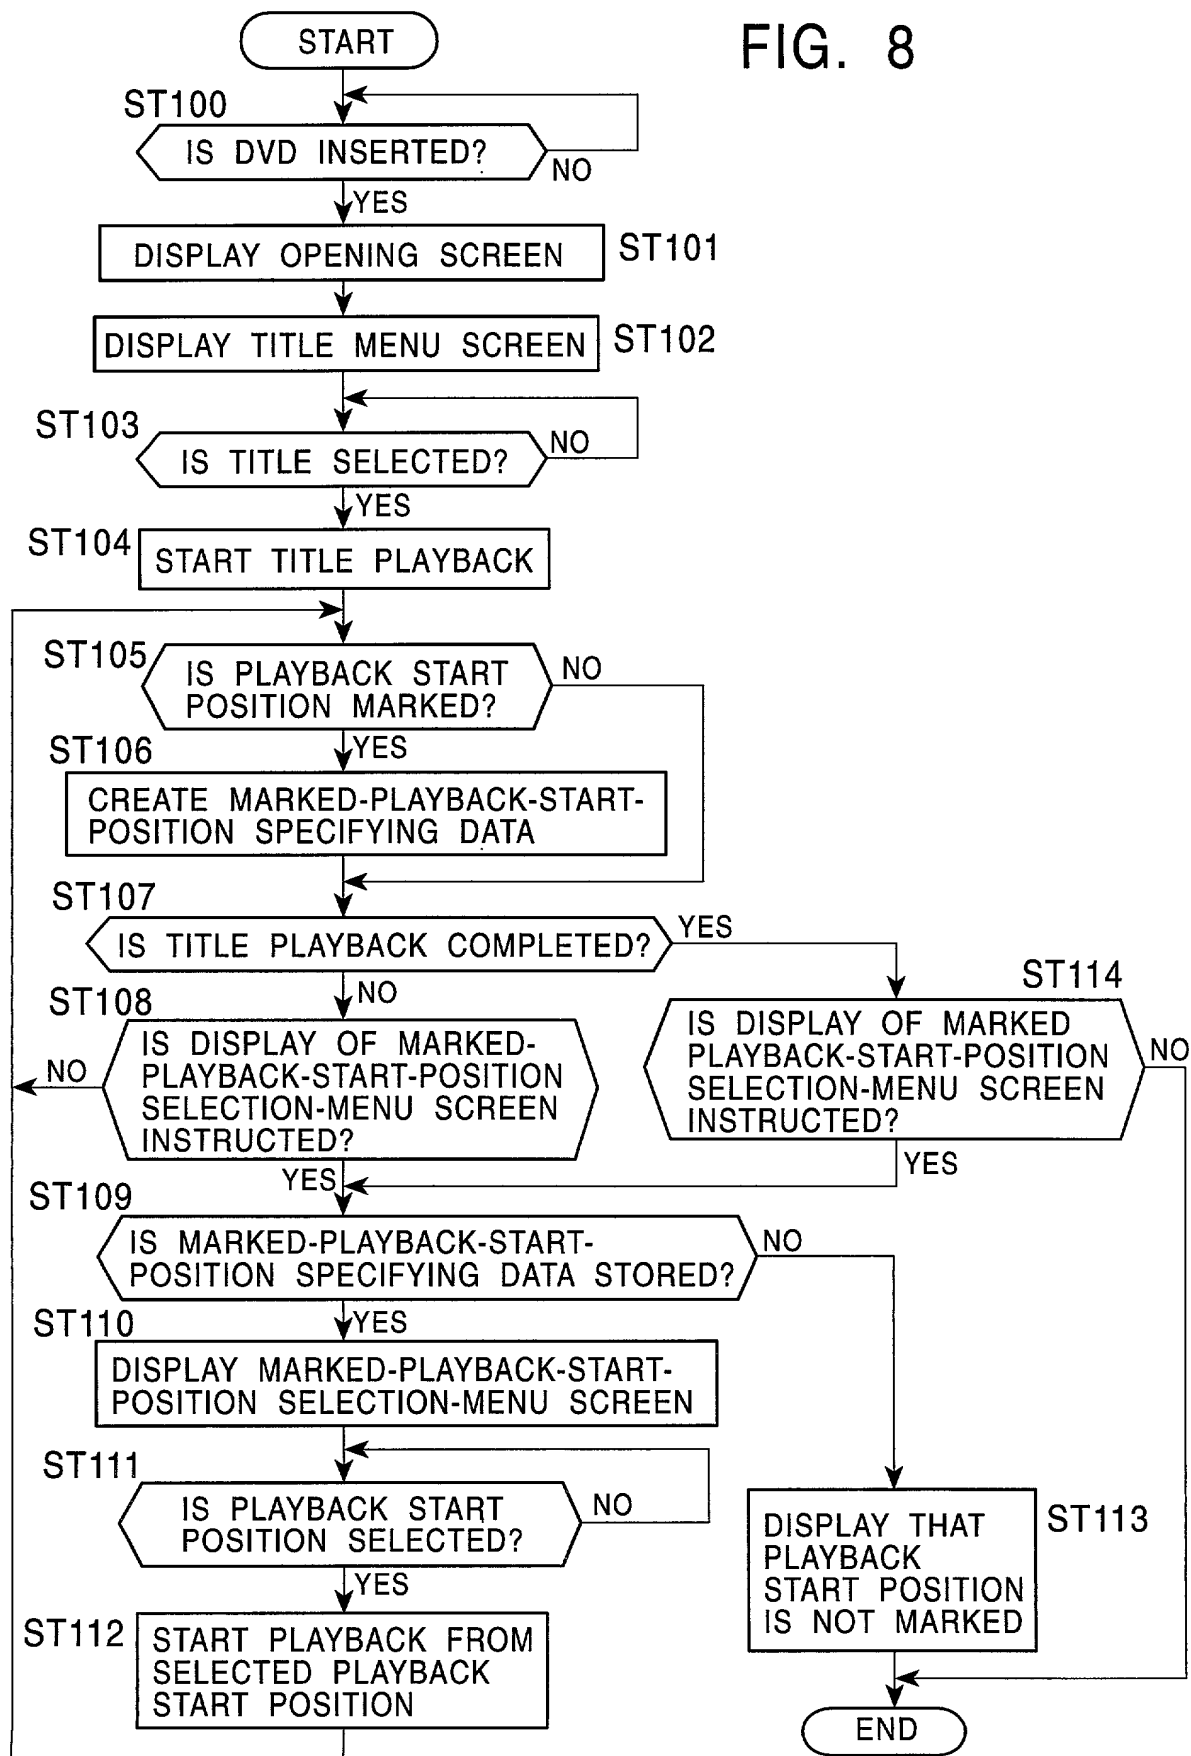 FIG. 8
START
ST100
IS DVD INSERTED?
NO
YES
DISPLAY OPENING SCREEN
ST101
DISPLAY TITLE MENU SCREEN
ST102
ST103
IS TITLE SELECTED?
NO
YES
ST104
START TITLE PLAYBACK
ST105
IS PLAYBACK START
POSITION MARKED?
NO
YES
ST106
CREATE MARKED-PLAYBACK-START-
POSITION SPECIFYING DATA
ST107
IS TITLE PLAYBACK COMPLETED?
YES
NO
ST108
IS DISPLAY OF MARKED-
PLAYBACK-START-POSITION
SELECTION-MENU SCREEN
INSTRUCTED?
NO
YES
ST114
IS DISPLAY OF MARKED
PLAYBACK-START-POSITION
SELECTION-MENU SCREEN
INSTRUCTED?
NO
YES
ST109
IS MARKED-PLAYBACK-START-
POSITION SPECIFYING DATA STORED?
NO
YES
ST110
DISPLAY MARKED-PLAYBACK-START-
POSITION SELECTION-MENU SCREEN
ST111
IS PLAYBACK START
POSITION SELECTED?
NO
YES
ST112
START PLAYBACK FROM
SELECTED PLAYBACK
START POSITION
ST113
DISPLAY THAT
PLAYBACK
START POSITION
IS NOT MARKED
END